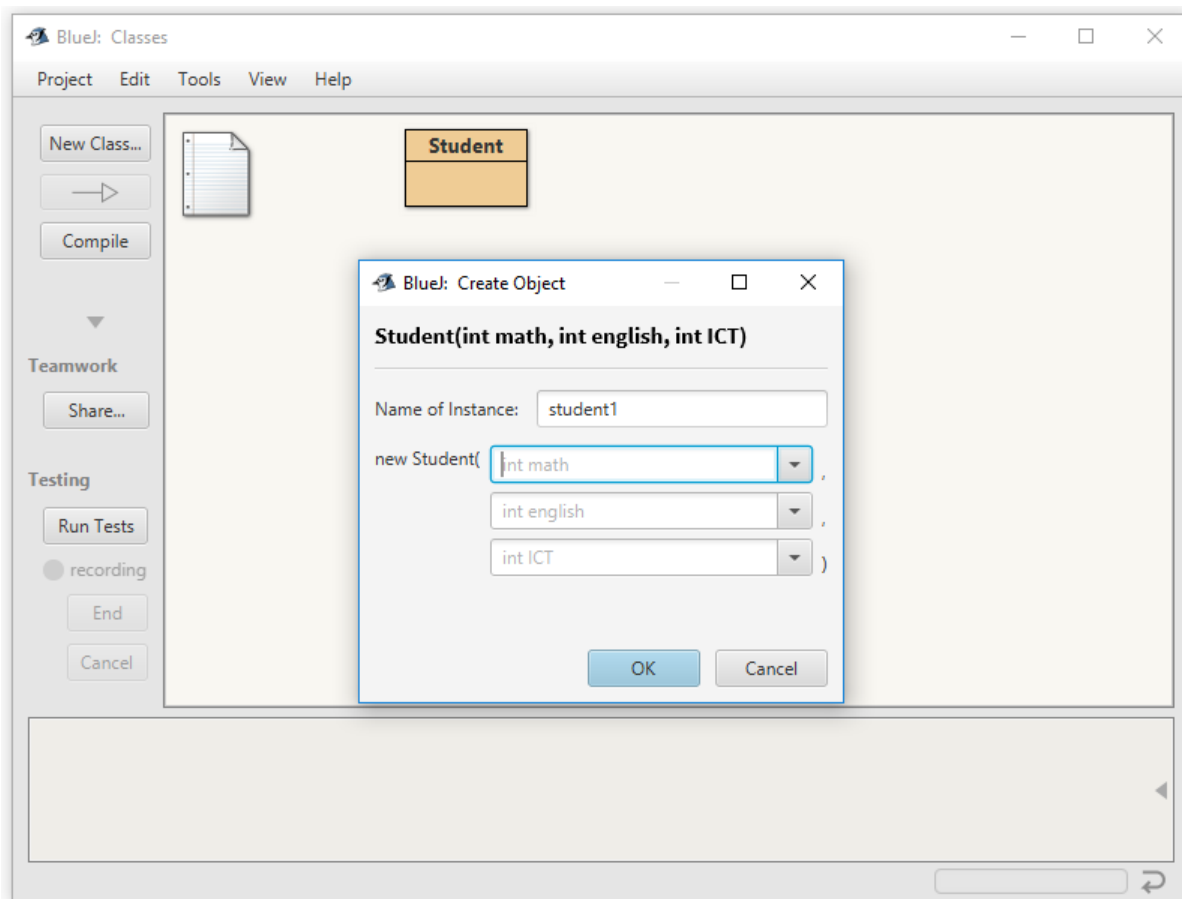 BlueJ: Classes
Project Edit Tools View Help
New Class...
Compile
Teamwork
Share...
Testing
Run Tests
recording
End
Cancel
Student
BlueJ: Create Object
Student(int math, int english, int ICT)
Name of Instance: student1
new Student( int math ,
int english ,
int ICT )
OK Cancel